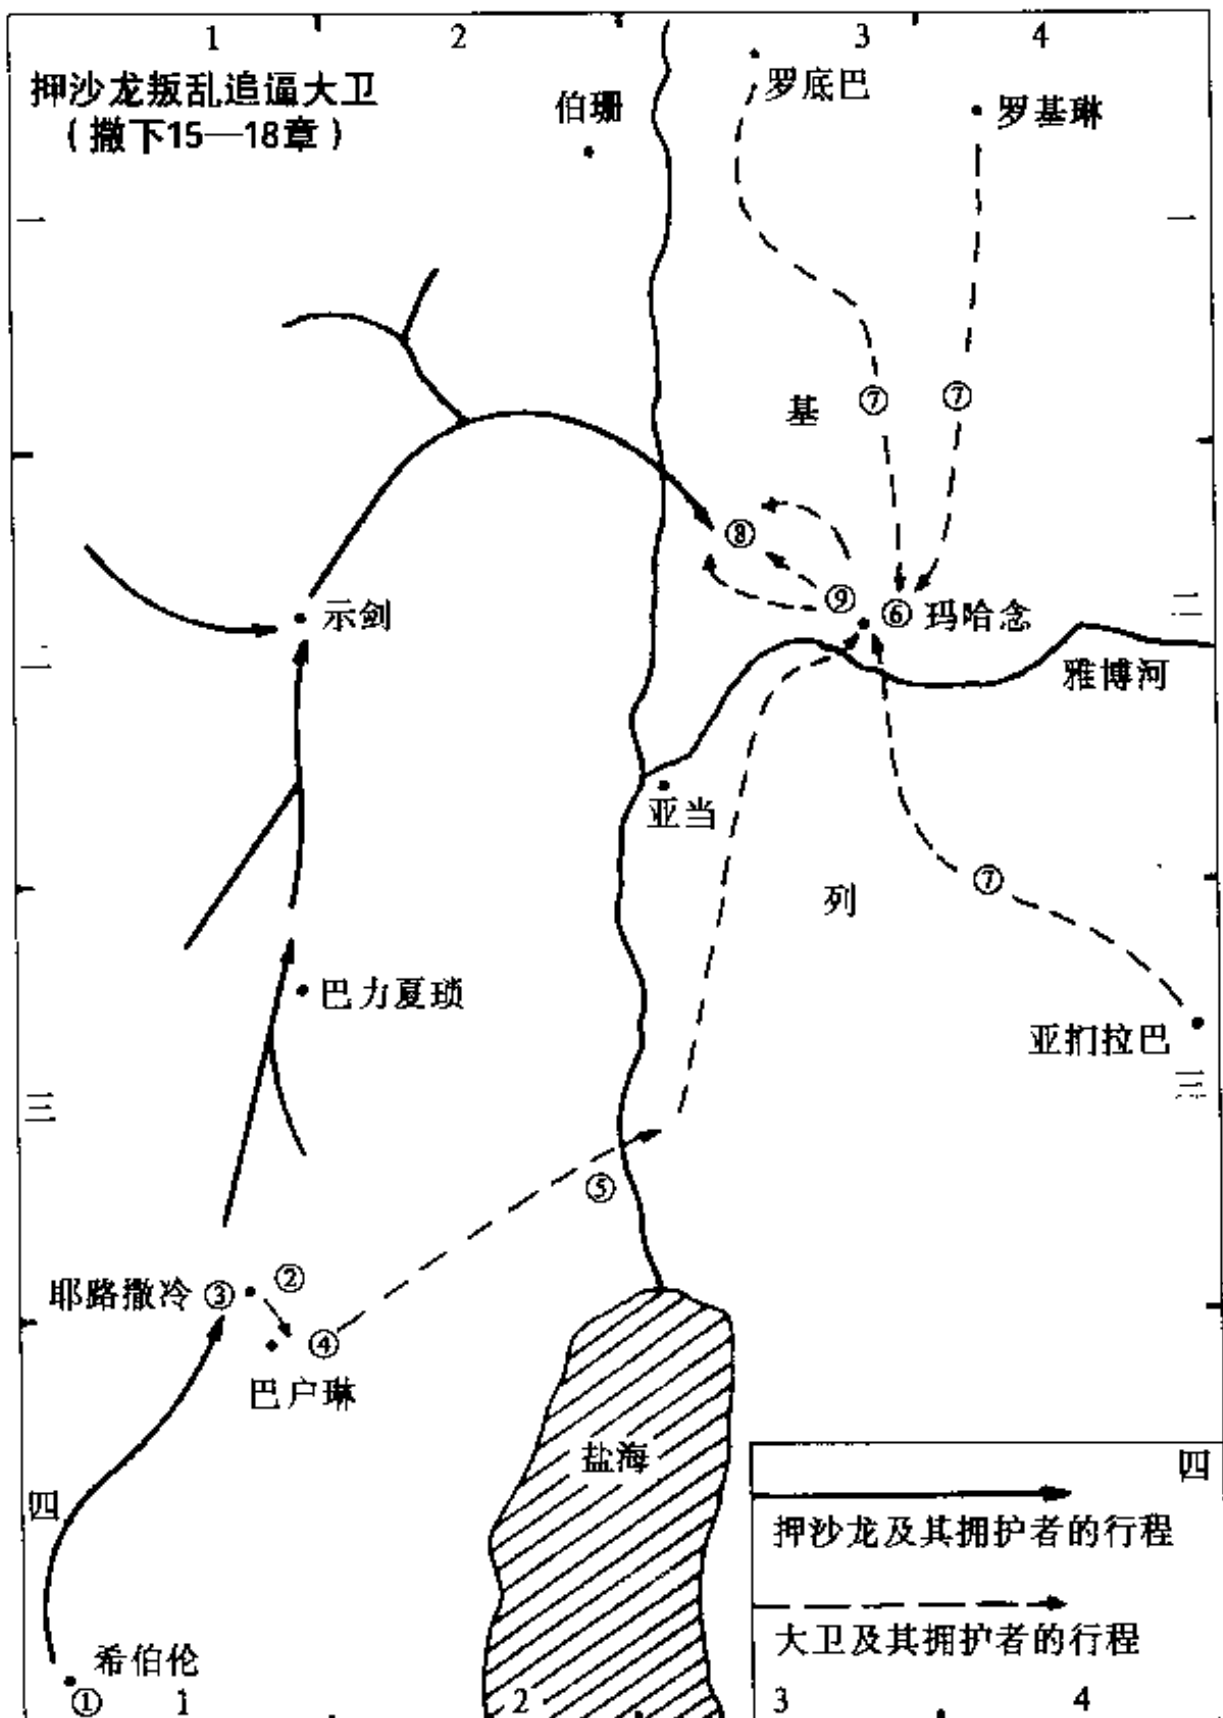 1 2 3 4
押沙龙叛乱追逼大卫
（撒下15—18章）
罗底巴
罗基琳
伯珊
一 一
⑦ ⑦
基
⑧
⑨ ⑥ 玛哈念
示剑
二 二
雅博河
亚当
⑦
列
巴力夏琐
亚扪拉巴
三 三
⑤
耶路撒冷 ③ ②
④
巴户琳
盐海
四 四
押沙龙及其拥护者的行程
大卫及其拥护者的行程
希伯伦
①
1 2 3 4